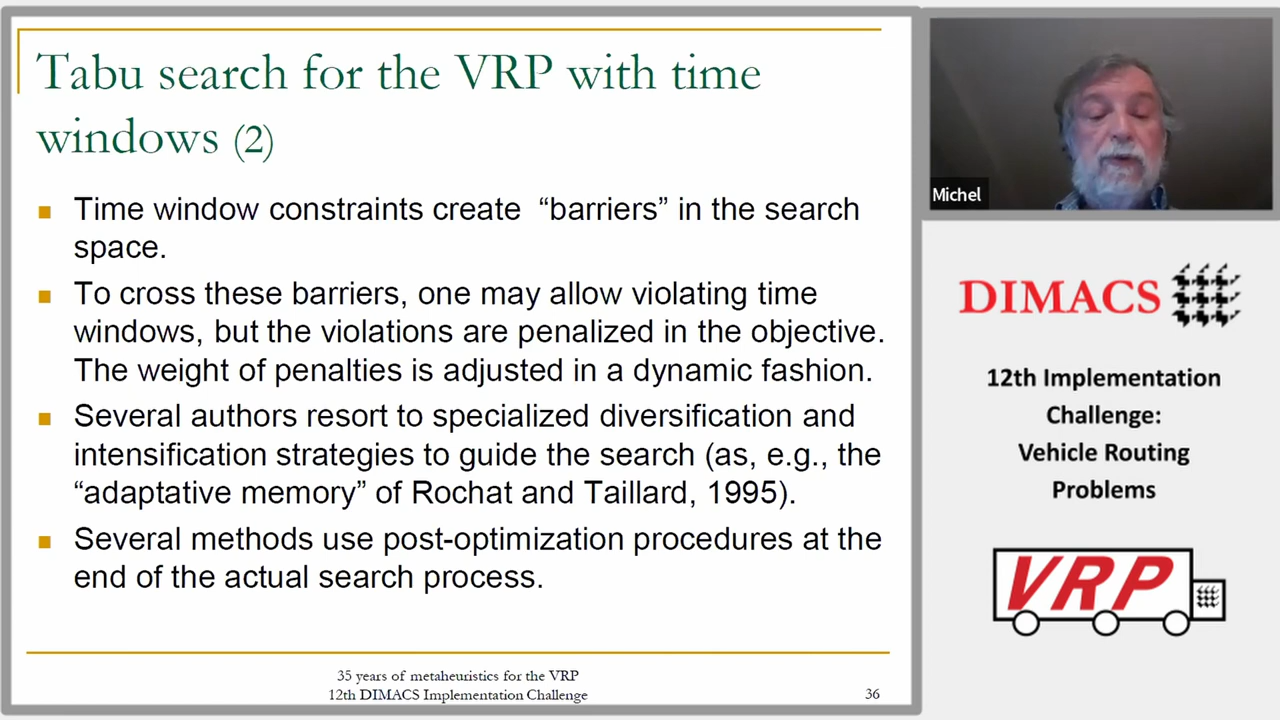 Tabu search for the VRP with time
windows (2)
Time window constraints create “barriers” in the search
space.
To cross these barriers, one may allow violating time
windows, but the violations are penalized in the objective.
The weight of penalties is adjusted in a dynamic fashion.
Several authors resort to specialized diversification and
intensification strategies to guide the search (as, e.g., the
“adaptative memory” of Rochat and Taillard, 1995).
Several methods use post-optimization procedures at the
end of the actual search process.
35 years of metaheuristics for the VRP
12th DIMACS Implementation Challenge
36
Michel
DIMACS
12th Implementation
Challenge:
Vehicle Routing
Problems
VRP